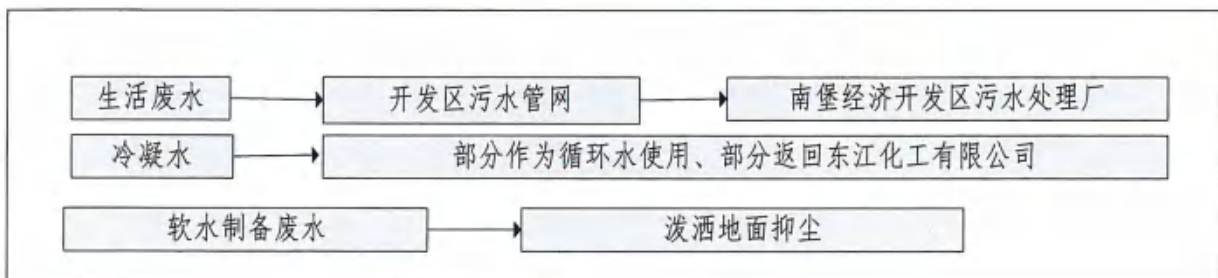 生活废水 开发区污水管网 南堡经济开发区污水处理厂
冷凝水 部分作为循环水使用、部分返回东江化工有限公司
软水制备废水 泼洒地面抑尘